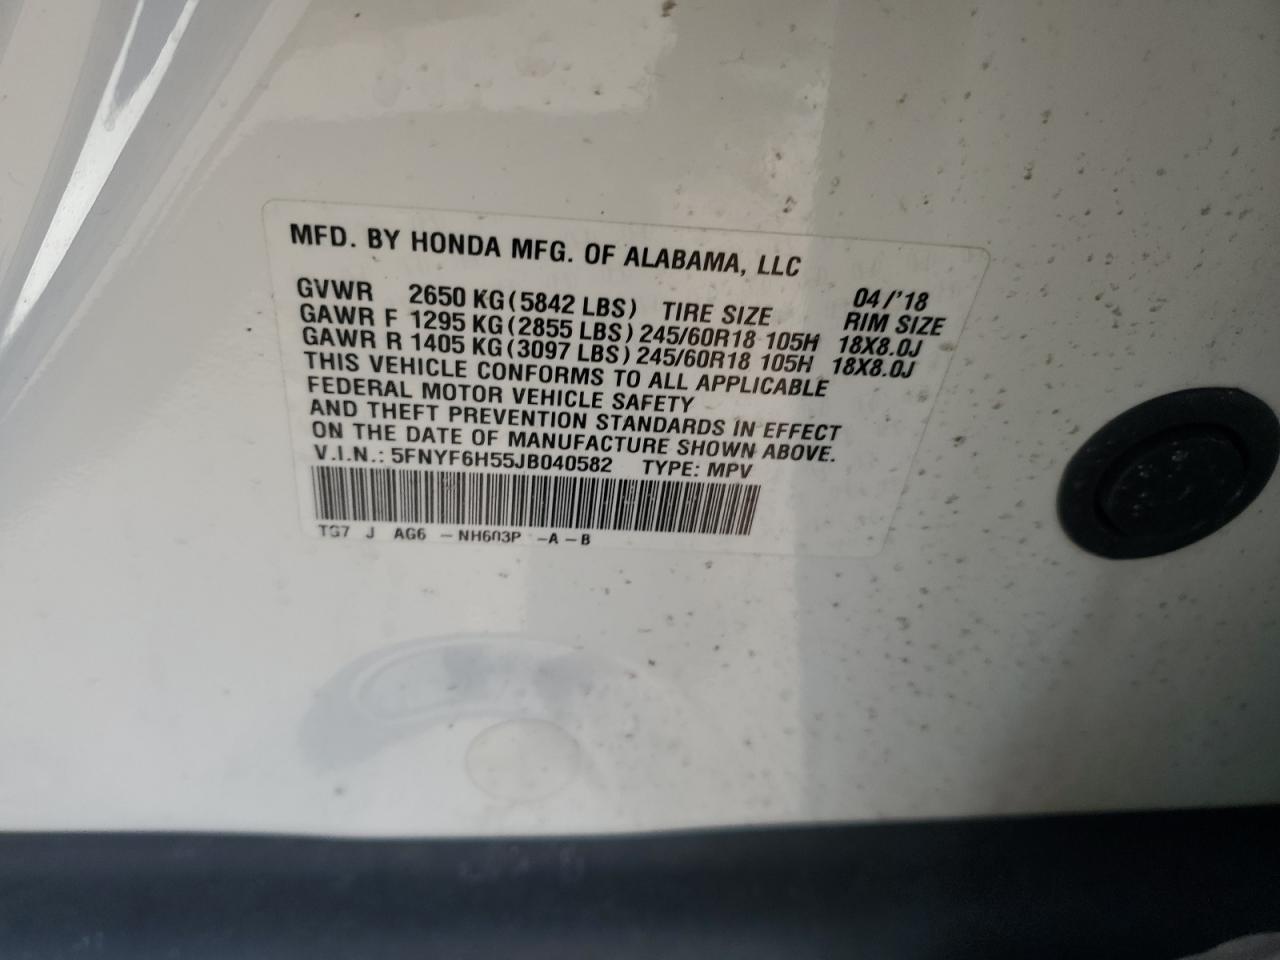 MFD. BY HONDA MFG. OF ALABAMA, LLC
04/'18
GVWR 2650 KG (5842 LBS) TIRE SIZE RIM SIZE
GAWR F 1295 KG (2855 LBS) 245/60R18 105H 18X8.0J
GAWR R 1405 KG (3097 LBS) 245/60R18 105H 18X8.0J
THIS VEHICLE CONFORMS TO ALL APPLICABLE
FEDERAL MOTOR VEHICLE SAFETY
AND THEFT PREVENTION STANDARDS IN EFFECT
ON THE DATE OF MANUFACTURE SHOWN ABOVE.
V.I.N.: 5FNYF6H55JB040582 TYPE: MPV
TG7 J AG6 – NH603P –A – B